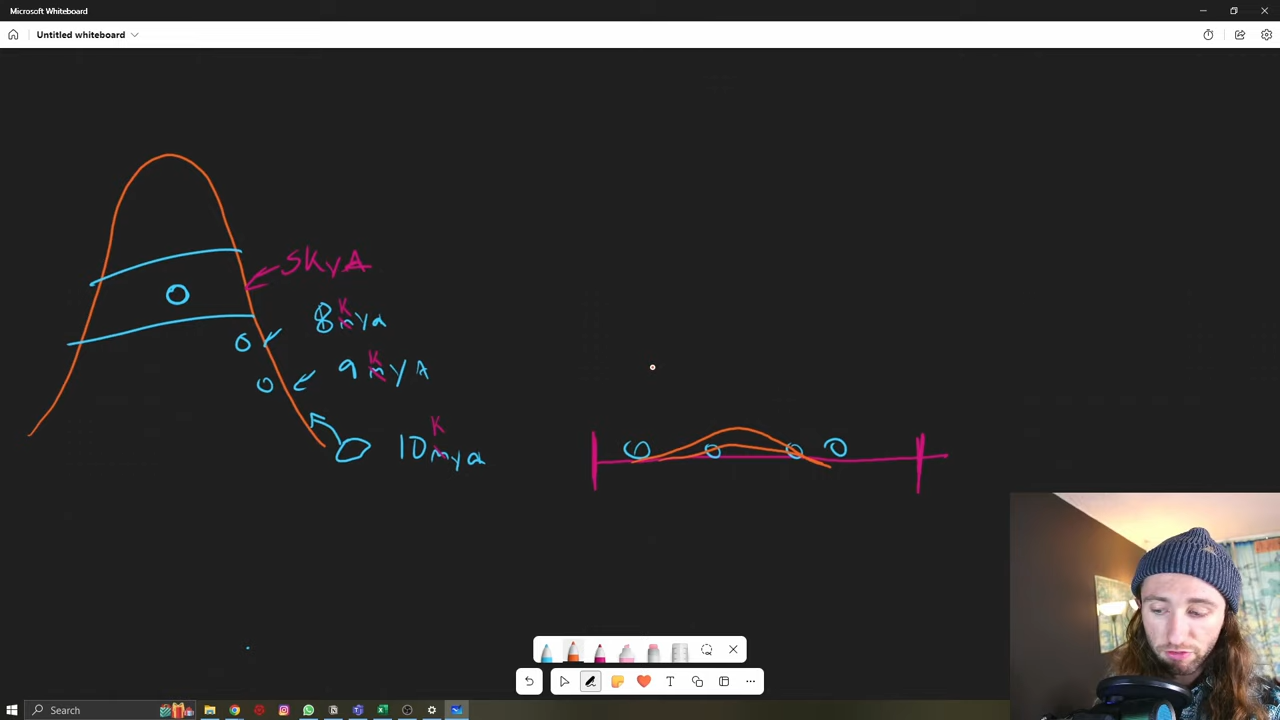 Microsoft Whiteboard
Untitled whiteboard
5KyA
8 K
mya
9 K
myA
10 K
mya
Search